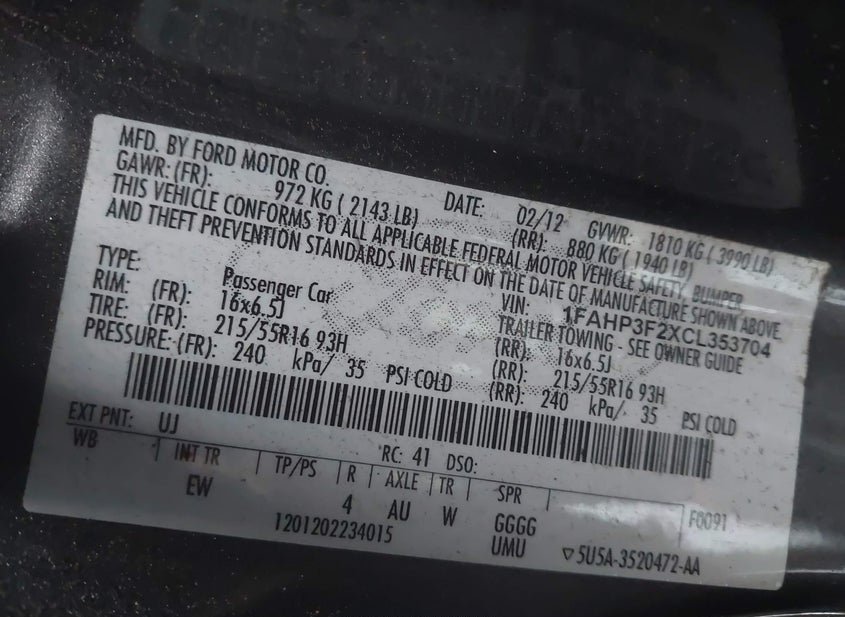 MFD. BY FORD MOTOR CO. DATE: 02/12 GVWR: 1810 KG ( 3990 LB)
GAWR: (FR): 972 KG ( 2143 LB) (RR): 880 KG ( 1940 LB)
THIS VEHICLE CONFORMS TO ALL APPLICABLE FEDERAL MOTOR VEHICLE SAFETY, BUMPER
AND THEFT PREVENTION STANDARDS IN EFFECT ON THE DATE OF MANUFACTURE SHOWN ABOVE.
VIN: 1FAHP3F2XCL353704
TYPE: Passenger Car TRAILER TOWING - SEE OWNER GUIDE
RIM: (FR): 16x6.5J (RR): 16x6.5J
TIRE: (FR): 215/55R16 93H (RR): 215/55R16 93H
PRESSURE: (FR): 240 kPa/ 35 PSI COLD (RR): 240 kPa/ 35 PSI COLD
EXT PNT: UJ RC: 41 DSO:
WB INT TR TP/PS R AXLE TR SPR F0091
EW 4 AU W GGGG
1201202234015 UMU ▽5U5A-3520472-AA